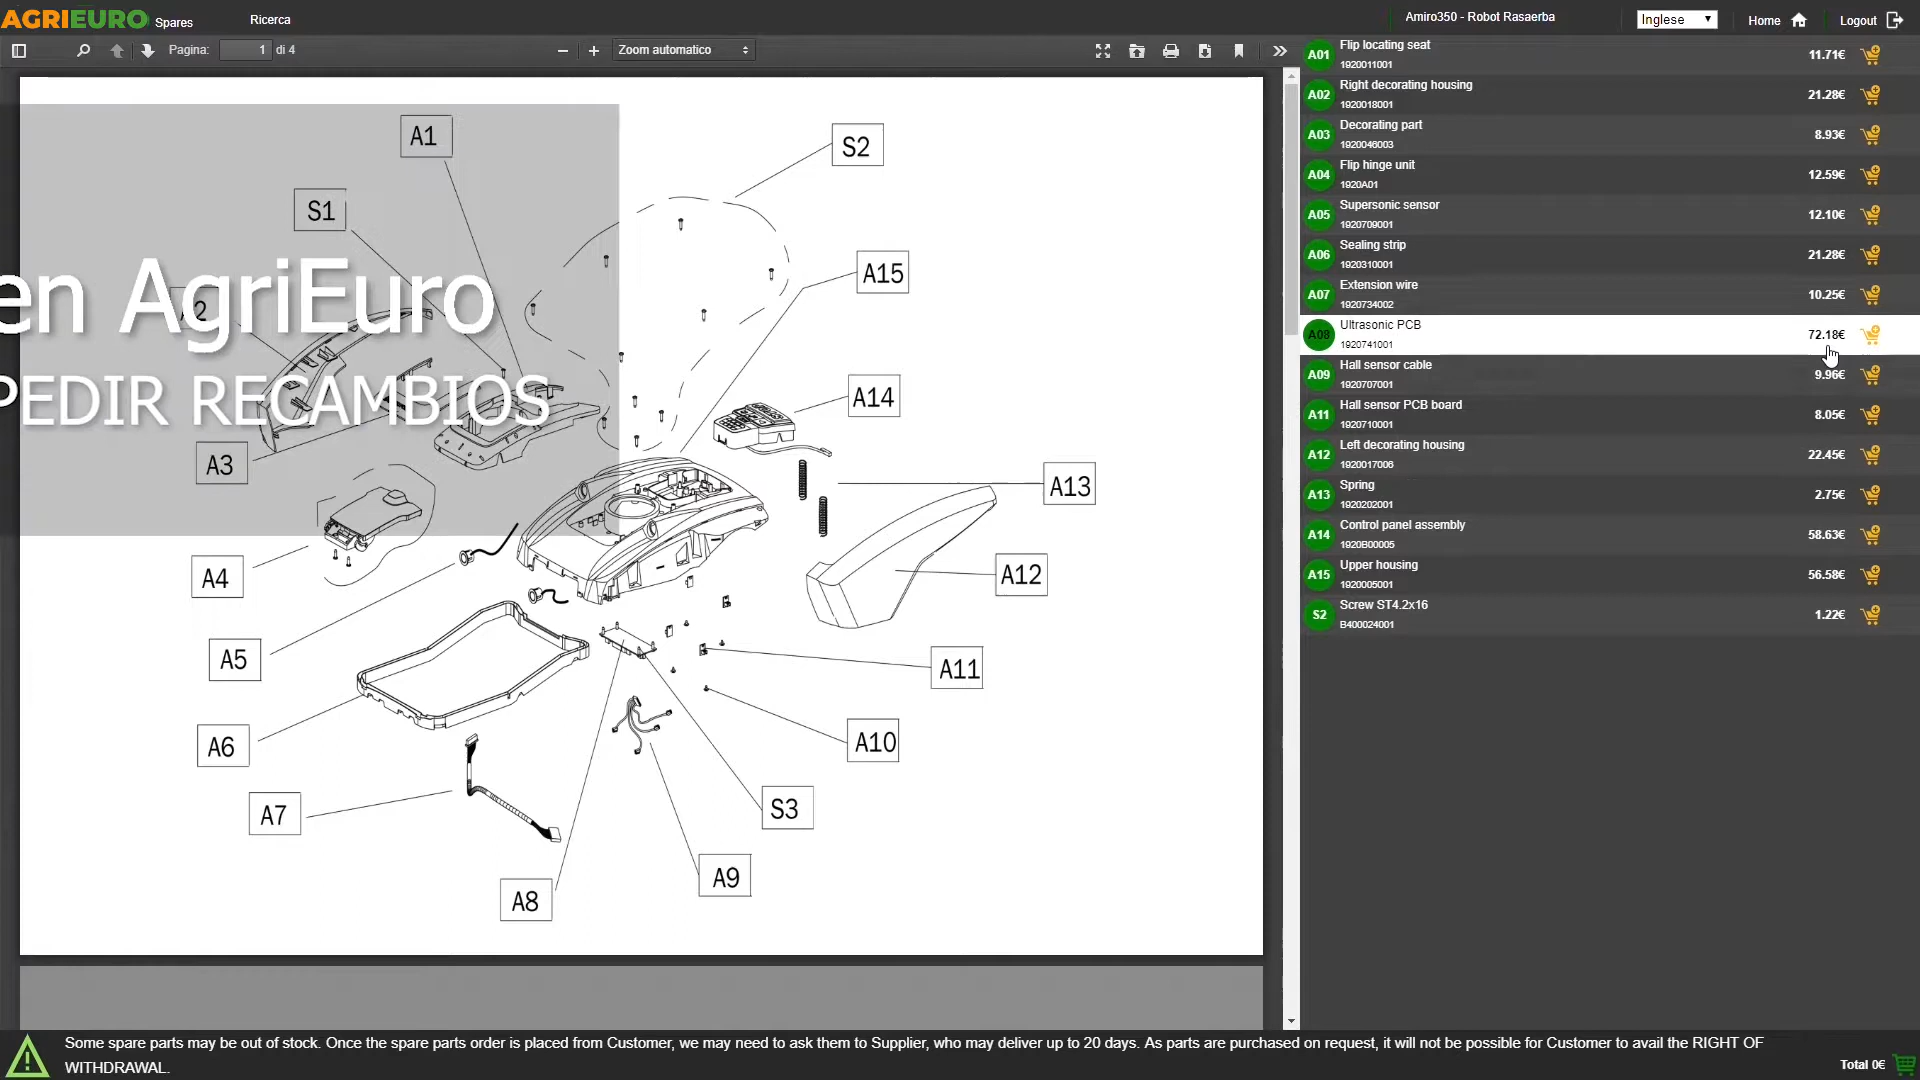 AGRIEURO Spares
Ricerca
Amiro350 - Robot Rasaerba
Inglese
Home
Logout
Pagina: 1 di 4
Zoom automatico
A1
S2
S1
A15
A2
en AgriEuro
PEDIR RECAMBIOS
A14
A3
A13
A4
A12
A5
A11
A6
A10
A7
S3
A9
A8
A01 Flip locating seat 11.71€
1920011001
A02 Right decorating housing 21.28€
1920018001
A03 Decorating part 8.93€
1920046003
A04 Flip hinge unit 12.59€
1920A01
A05 Supersonic sensor 12.10€
1920709001
A06 Sealing strip 21.28€
1920310001
A07 Extension wire 10.25€
1920734002
A08 Ultrasonic PCB 72.18€
1920741001
A09 Hall sensor cable 9.96€
1920707001
A11 Hall sensor PCB board 8.05€
1920710001
A12 Left decorating housing 22.45€
1920017006
A13 Spring 2.75€
1920202001
A14 Control panel assembly 58.63€
1920B00005
A15 Upper housing 56.58€
1920005001
S2 Screw ST4.2x16 1.22€
B400024001
Some spare parts may be out of stock. Once the spare parts order is placed from Customer, we may need to ask them to Supplier, who may deliver up to 20 days. As parts are purchased on request, it will not be possible for Customer to avail the RIGHT OF
WITHDRAWAL.
Total 0€